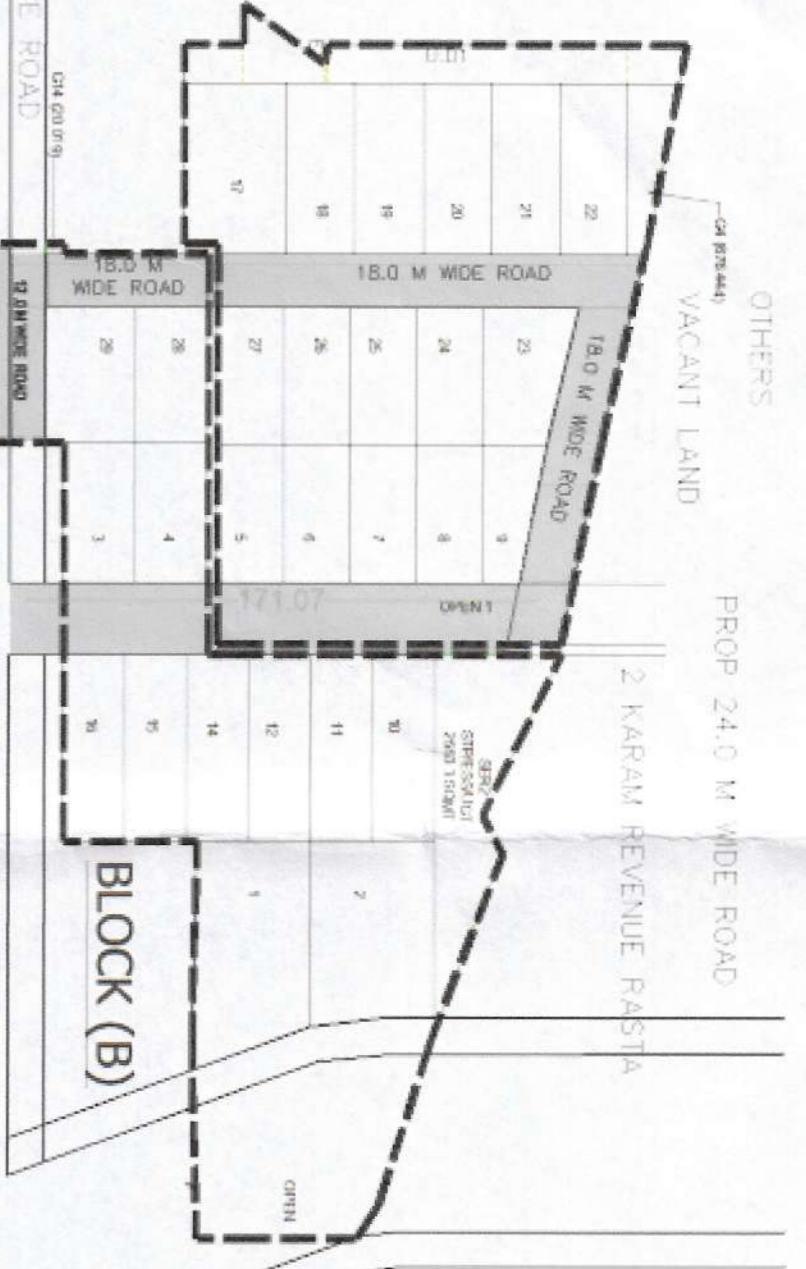 OTHERS
VACANT LAND
PROP 24.0 M WIDE ROAD
2 KARAM REVENUE RASTA
E ROAD
17
18
19
20
21
22
18.0 M
WIDE ROAD
18.0 M WIDE ROAD
18.0 M WIDE ROAD
12.0 M WIDE ROAD
29
28
27
26
25
24
23
3
4
5
6
7
8
9
171.07
OPEN 1
16
15
14
12
11
10
1
2
BLOCK (B)
OPEN